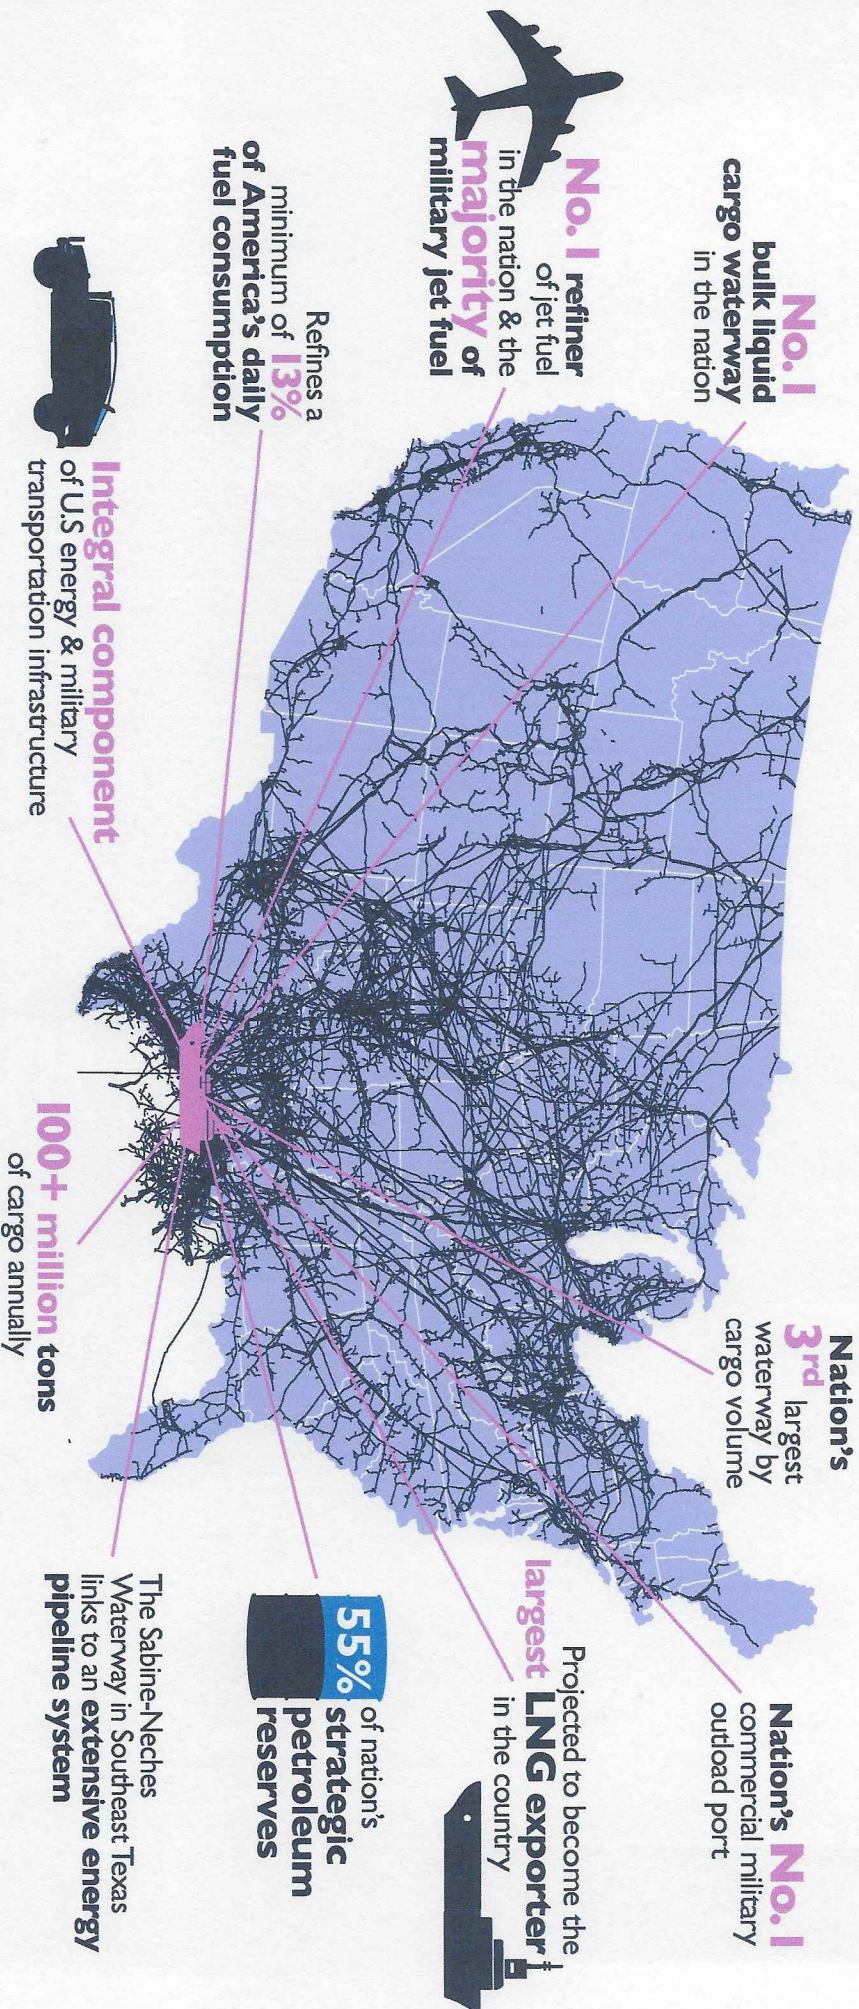 No. 1
bulk liquid
cargo waterway
in the nation
No. 1 refiner
of jet fuel
in the nation & the
majority of
military jet fuel
Refines a
minimum of 13%
of America's daily
fuel consumption
Integral component
of U.S energy & military
transportation infrastructure
Nation's
3rd largest
waterway by
cargo volume
Nation's No. 1
commercial military
outload port
Projected to become the
largest LNG exporter
in the country
55% of nation's
strategic
petroleum
reserves
The Sabine-Neches
Waterway in Southeast Texas
links to an extensive energy
pipeline system
100+ million tons
of cargo annually